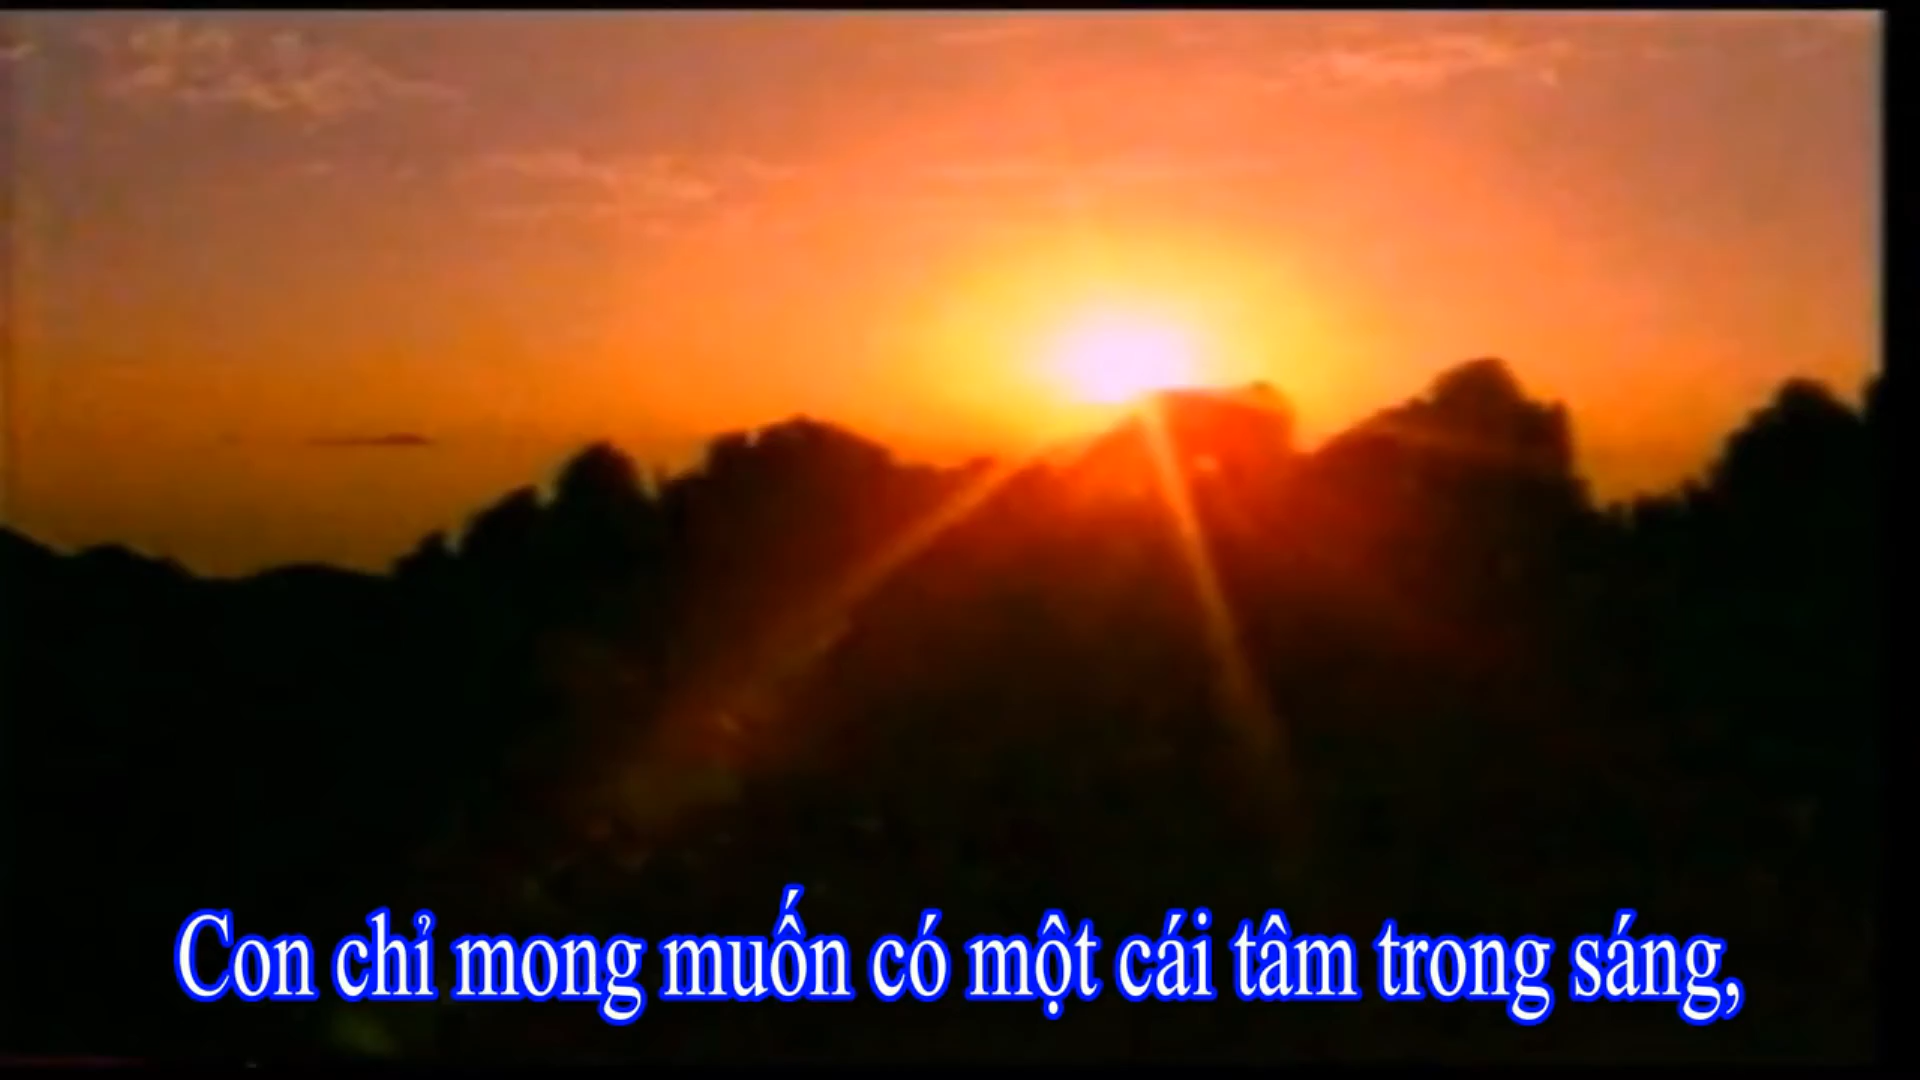 Con chỉ mong muốn có một cái tâm trong sáng,